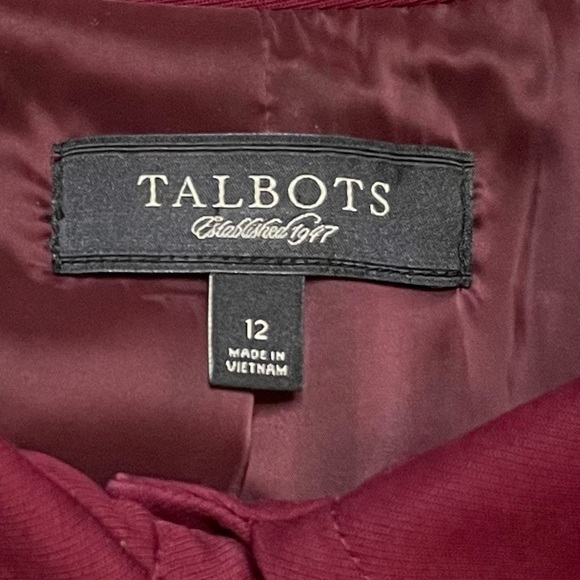 TALBOTS
Established 1947
12
MADE IN
VIETNAM